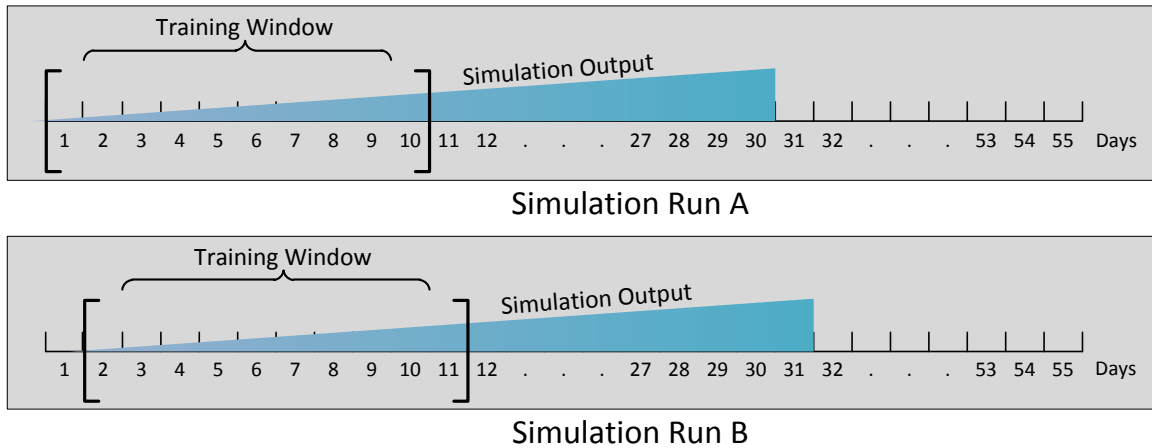 Training Window
Simulation Output
1 2 3 4 5 6 7 8 9 10 11 12 . . . 27 28 29 30 31 32 . . . 53 54 55 Days
Simulation Run A
Training Window
Simulation Output
1 2 3 4 5 6 7 8 9 10 11 12 . . . 27 28 29 30 31 32 . . . 53 54 55 Days
Simulation Run B